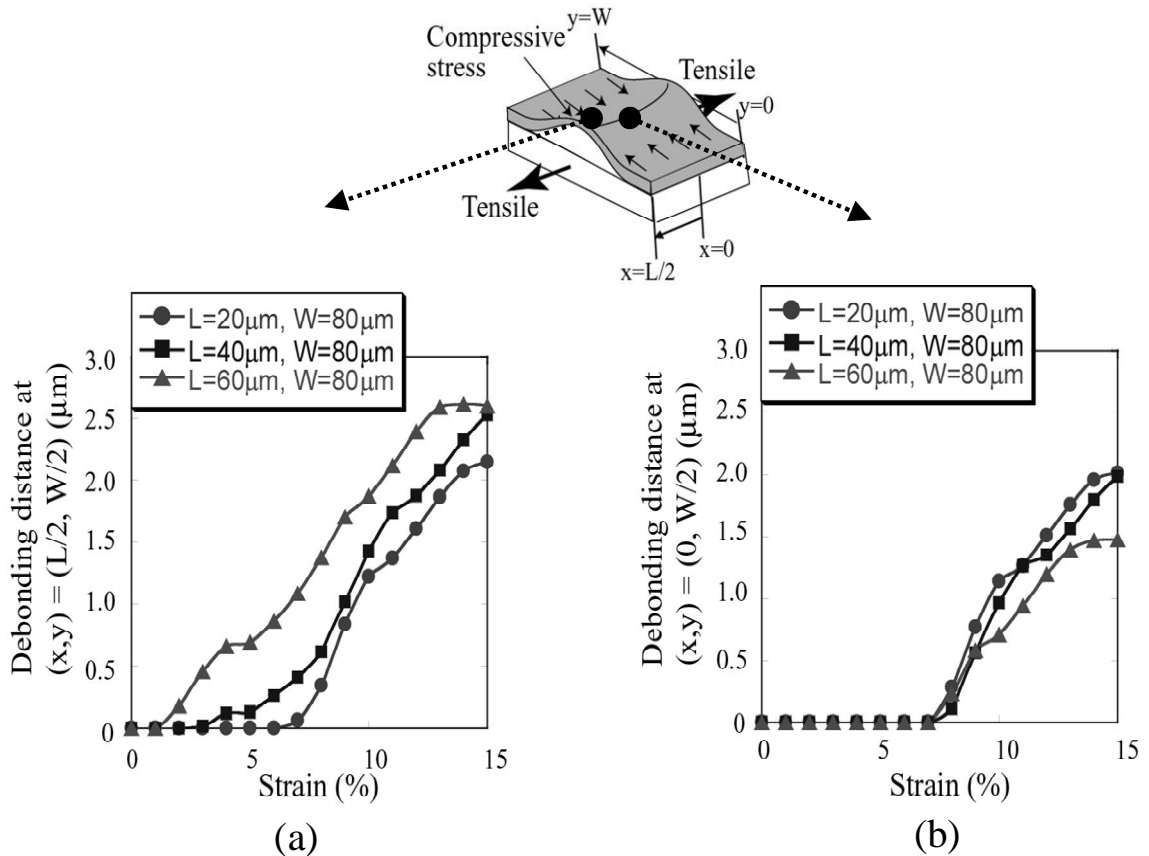 y=W
Compressive
stress
Tensile
y=0
Tensile
x=0
x=L/2
L=20μm, W=80μm
L=40μm, W=80μm
L=60μm, W=80μm
3.0
2.5
2.0
1.5
1.0
0.5
0
Debonding distance at
(x,y) = (L/2, W/2) (μm)
0
5
10
15
Strain (%)
(a)
L=20μm, W=80μm
L=40μm, W=80μm
L=60μm, W=80μm
3.0
2.5
2.0
1.5
1.0
0.5
0
Debonding distance at
(x,y) = (0, W/2) (μm)
0
5
10
15
Strain (%)
(b)